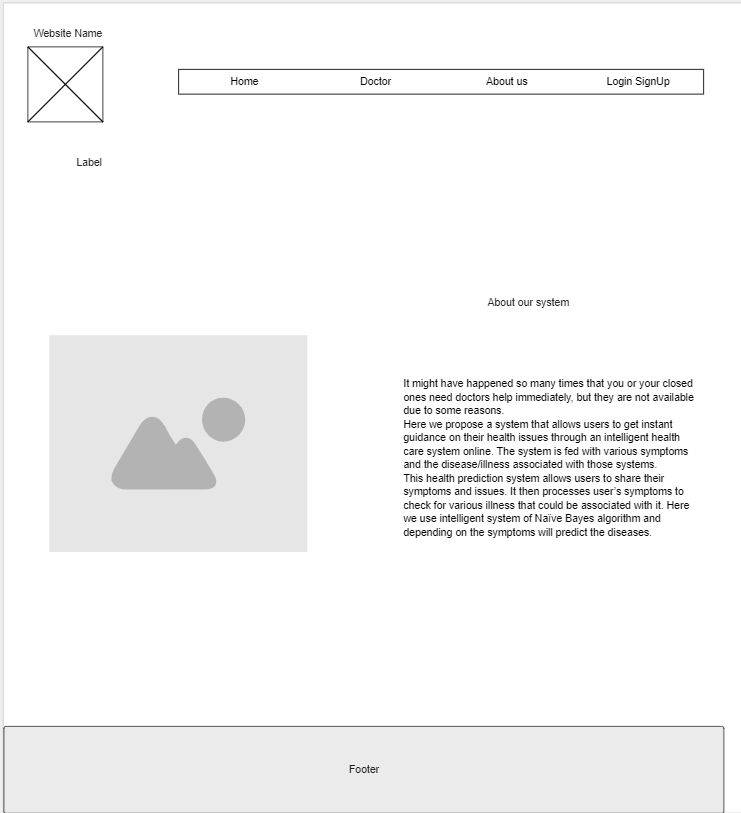 Website Name
Home
Doctor
About us
Login SignUp
Label
About our system
It might have happened so many times that you or your closed
ones need doctors help immediately, but they are not available
due to some reasons.
Here we propose a system that allows users to get instant
guidance on their health issues through an intelligent health
care system online. The system is fed with various symptoms
and the disease/illness associated with those systems.
This health prediction system allows users to share their
symptoms and issues. It then processes user's symptoms to
check for various illness that could be associated with it. Here
we use intelligent system of Naïve Bayes algorithm and
depending on the symptoms will predict the diseases.
Footer